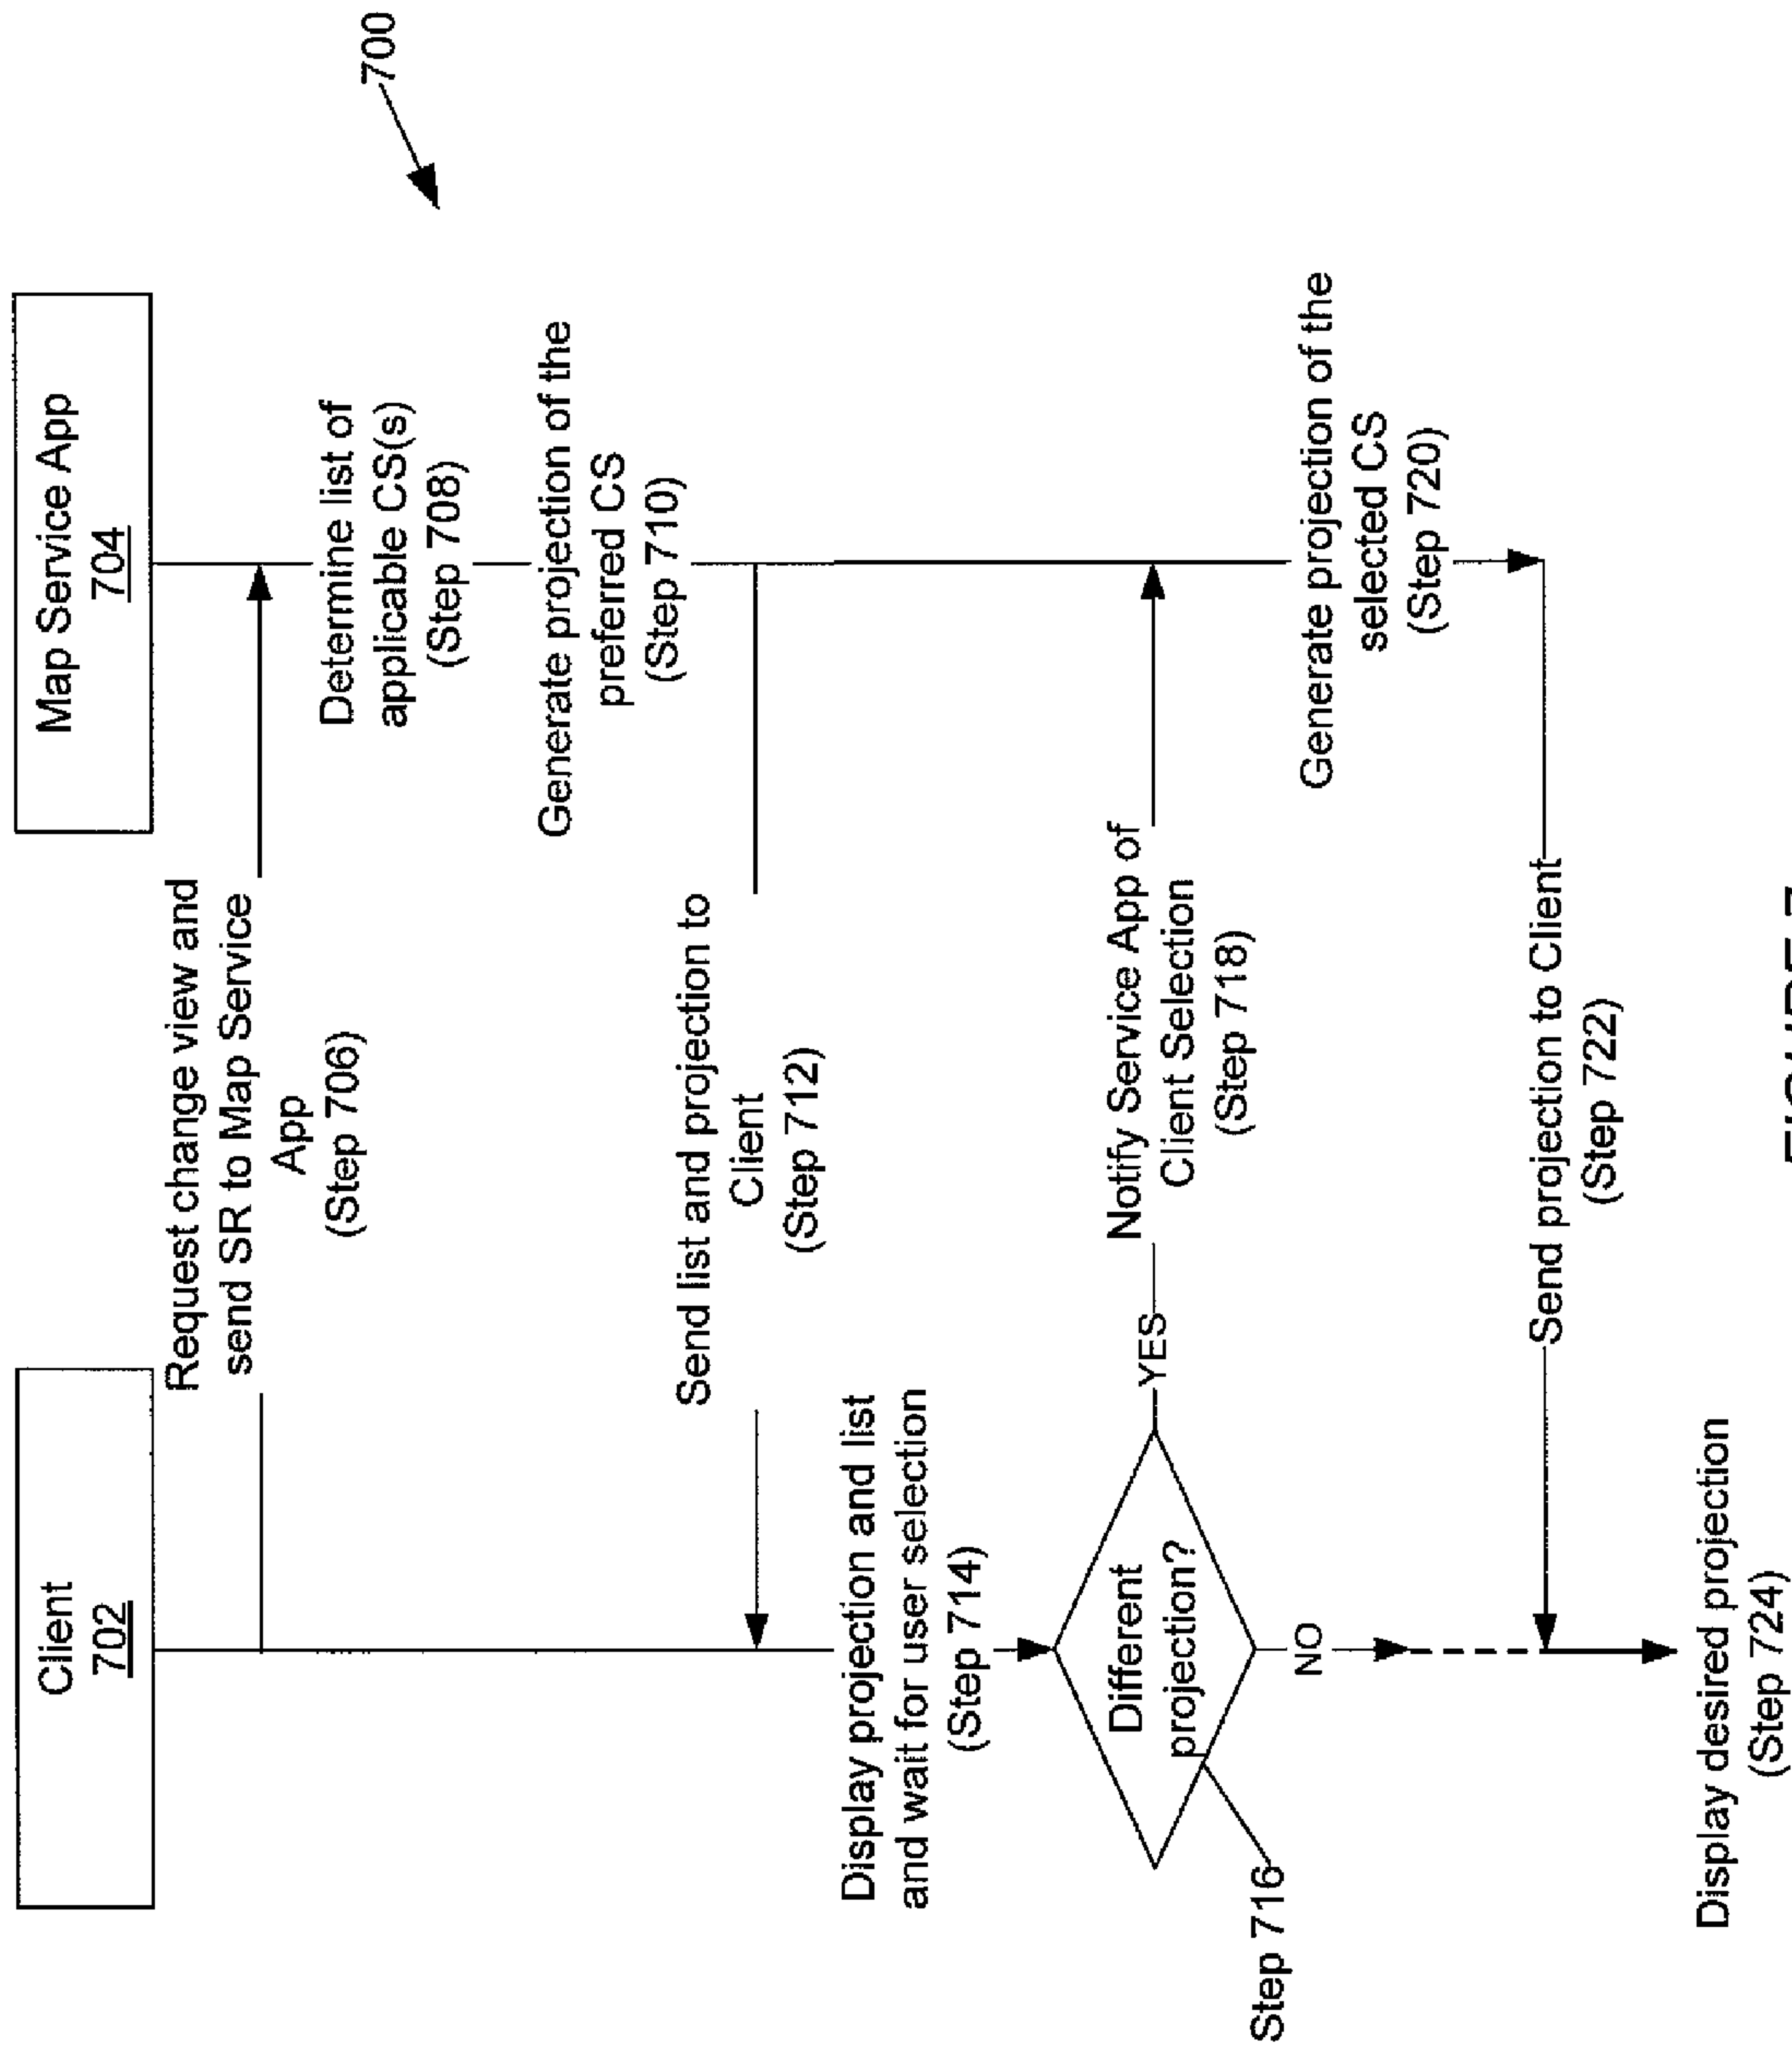 Client
702
Map Service App
704
700
Request change view and
send SR to Map Service
App
(Step 706)
Determine list of
applicable CS(s)
(Step 708)
Generate projection of the
preferred CS
(Step 710)
Send list and projection to
Client
(Step 712)
Display projection and list
and wait for user selection
(Step 714)
Different
projection?
Step 716
YES
NO
Notify Service App of
Client Selection
(Step 718)
Generate projection of the
selected CS
(Step 720)
Send projection to Client
(Step 722)
Display desired projection
(Step 724)